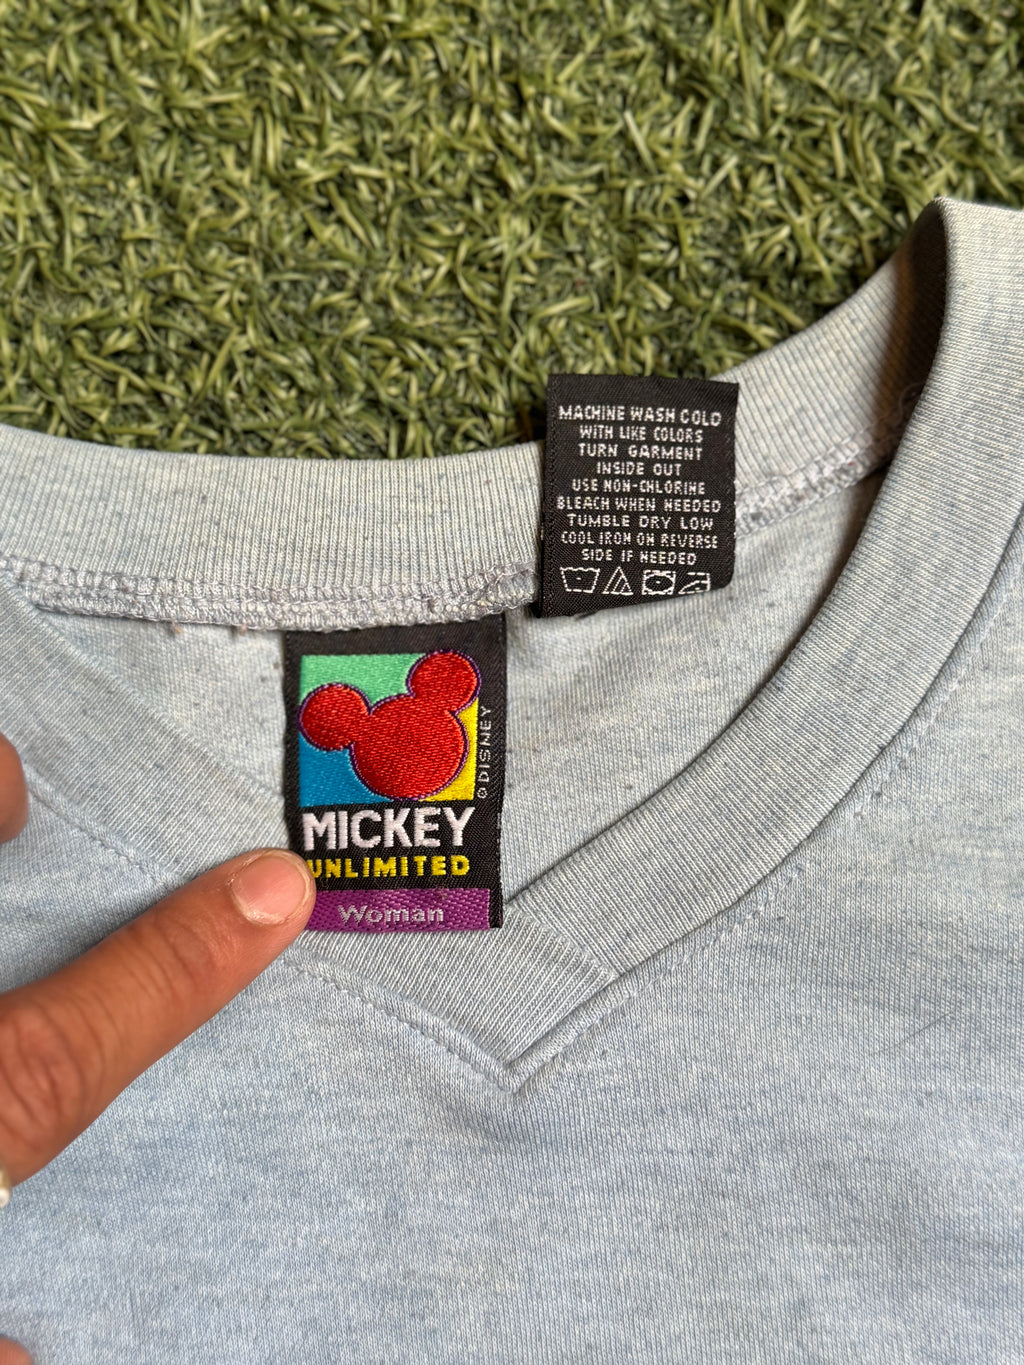 MACHINE WASH COLD
WITH LIKE COLORS
TURN GARMENT
INSIDE OUT
USE NON-CHLORINE
BLEACH WHEN NEEDED
TUMBLE DRY LOW
COOL IRON ON REVERSE
SIDE IF NEEDED
© DISNEY
MICKEY
UNLIMITED
Woman